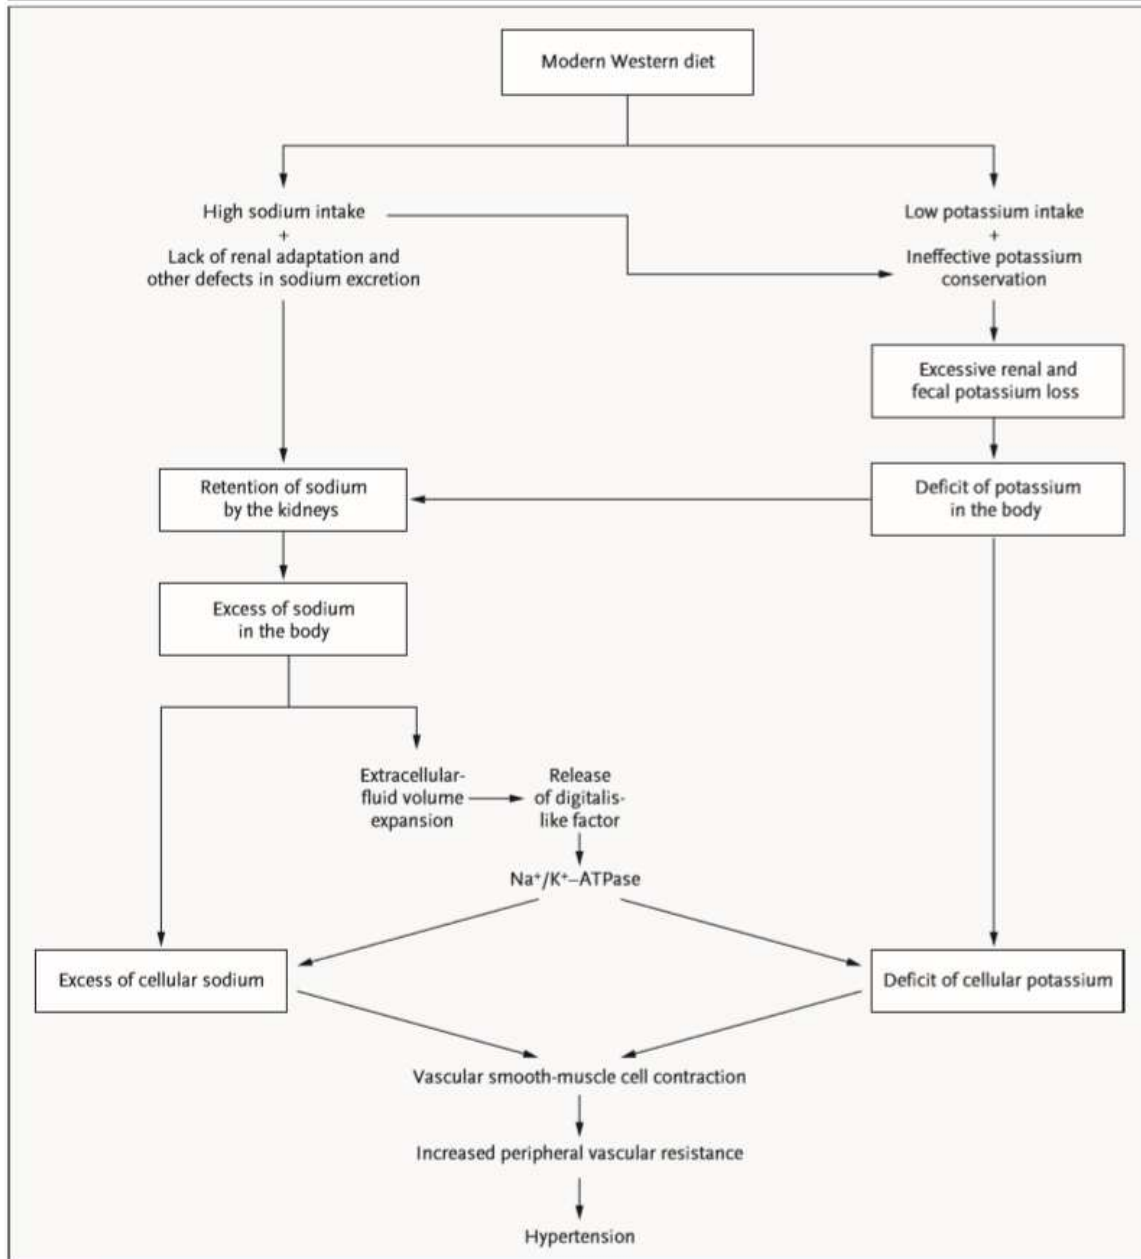 Modern Western diet
High sodium intake
+
Lack of renal adaptation and
other defects in sodium excretion
Low potassium intake
+
Ineffective potassium
conservation
Excessive renal and
fecal potassium loss
Retention of sodium
by the kidneys
Deficit of potassium
in the body
Excess of sodium
in the body
Extracellular-
fluid volume
expansion
Release
of digitalis-
like factor
Na⁺/K⁺–ATPase
Excess of cellular sodium
Deficit of cellular potassium
Vascular smooth-muscle cell contraction
Increased peripheral vascular resistance
Hypertension